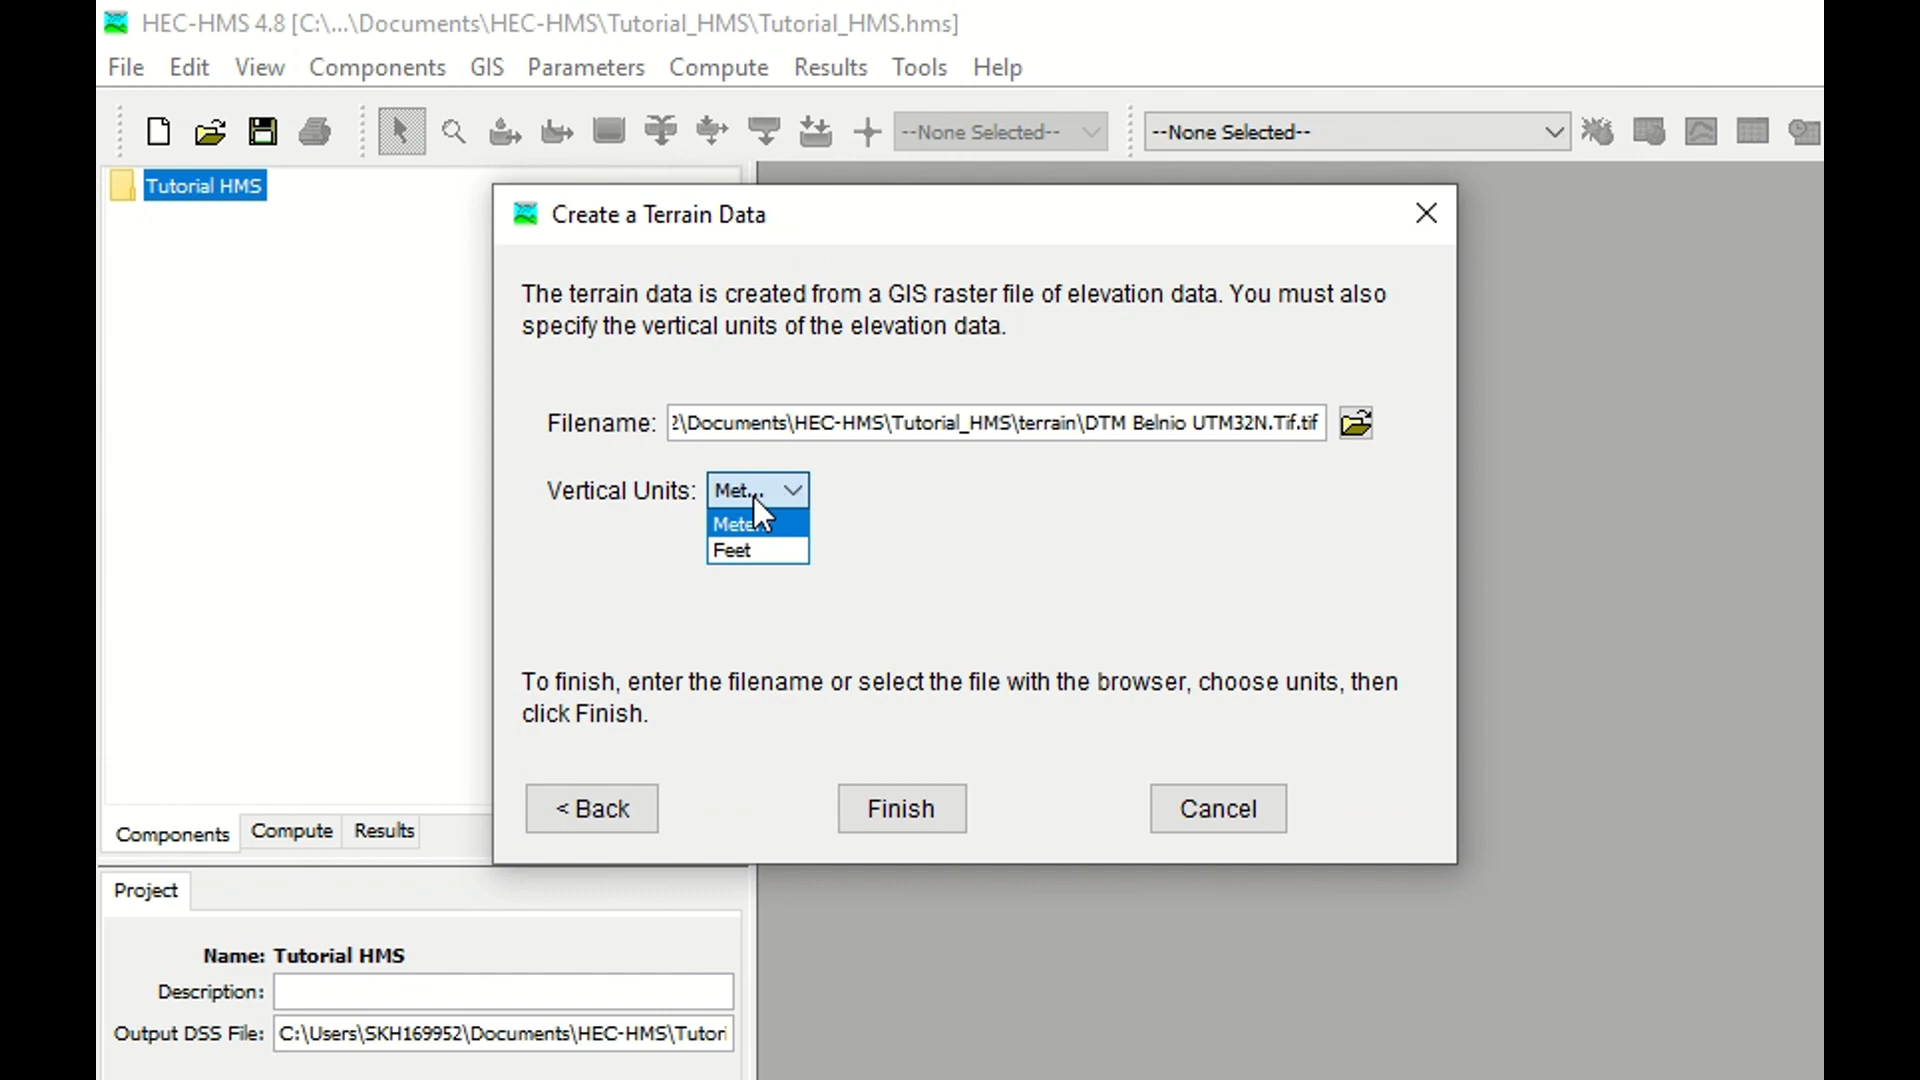 HEC-HMS 4.8 [C:\...\Documents\HEC-HMS\Tutorial_HMS\Tutorial_HMS.hms]
File Edit View Components GIS Parameters Compute Results Tools Help
--None Selected-- --None Selected--
Tutorial HMS
Create a Terrain Data
The terrain data is created from a GIS raster file of elevation data. You must also
specify the vertical units of the elevation data.
Filename: 2\Documents\HEC-HMS\Tutorial_HMS\terrain\DTM Belnio UTM32N.Tif.tif
Vertical Units: Met...
Feet
To finish, enter the filename or select the file with the browser, choose units, then
click Finish.
< Back Finish Cancel
Components Compute Results
Project
Name: Tutorial HMS
Description:
Output DSS File: C:\Users\SKH169952\Documents\HEC-HMS\Tutori